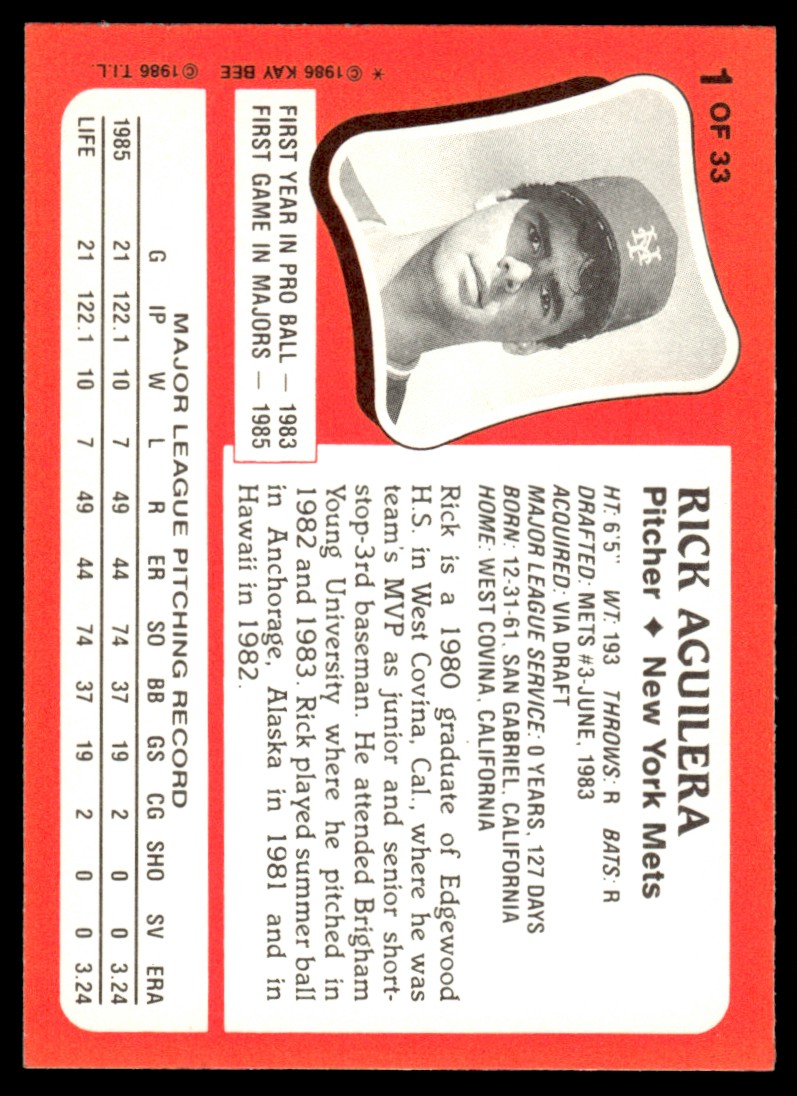 1 OF 33
RICK AGUILERA
Pitcher ♦ New York Mets
HT: 6'5" WT: 193 THROWS: R BATS: R
DRAFTED: METS #3-JUNE, 1983
ACQUIRED: VIA DRAFT
MAJOR LEAGUE SERVICE: 0 YEARS, 127 DAYS
BORN: 12-31-61, SAN GABRIEL, CALIFORNIA
HOME: WEST COVINA, CALIFORNIA
Rick is a 1980 graduate of Edgewood
H.S. in West Covina, Cal., where he was
team's MVP as junior and senior short-
stop-3rd baseman. He attended Brigham
Young University where he pitched in
1982 and 1983. Rick played summer ball
in Anchorage, Alaska in 1981 and in
Hawaii in 1982.
NY
FIRST YEAR IN PRO BALL — 1983
FIRST GAME IN MAJORS — 1985
MAJOR LEAGUE PITCHING RECORD
G IP W L R ER SO BB GS CG SHO SV ERA
1985 21 122.1 10 7 49 44 74 37 19 2 0 0 3.24
LIFE 21 122.1 10 7 49 44 74 37 19 2 0 0 3.24
* ©1986 KAY BEE ©1986 T.I.L.